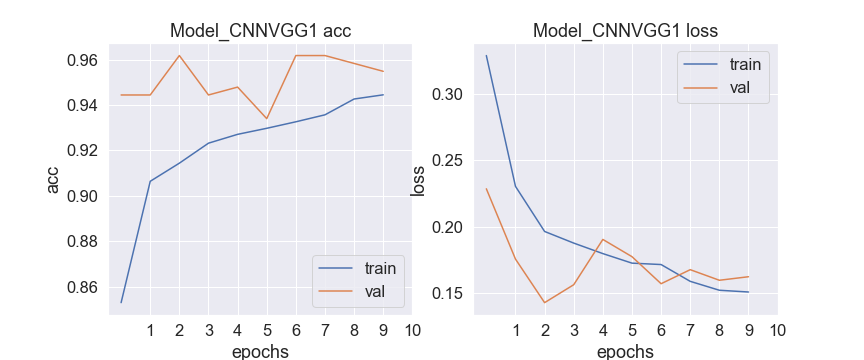 Model_CNNVGG1 acc
0.96
0.94
0.92
0.90
0.88
0.86
acc
train
val
1 2 3 4 5 6 7 8 9 10
epochs
Model_CNNVGG1 loss
0.30
0.25
0.20
0.15
loss
train
val
1 2 3 4 5 6 7 8 9 10
epochs